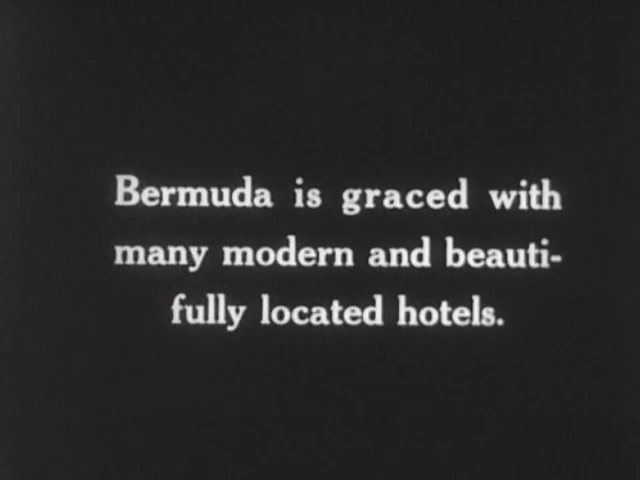 Bermuda is graced with
many modern and beauti-
fully located hotels.